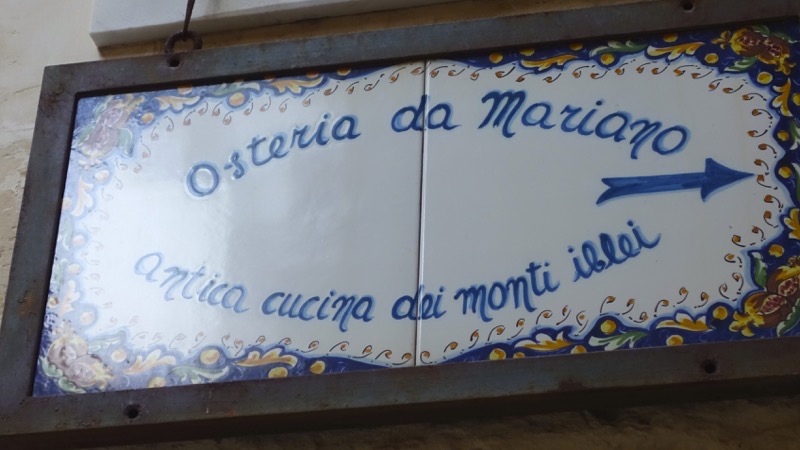 Osteria da Mariano
antica cucina dei monti iblei